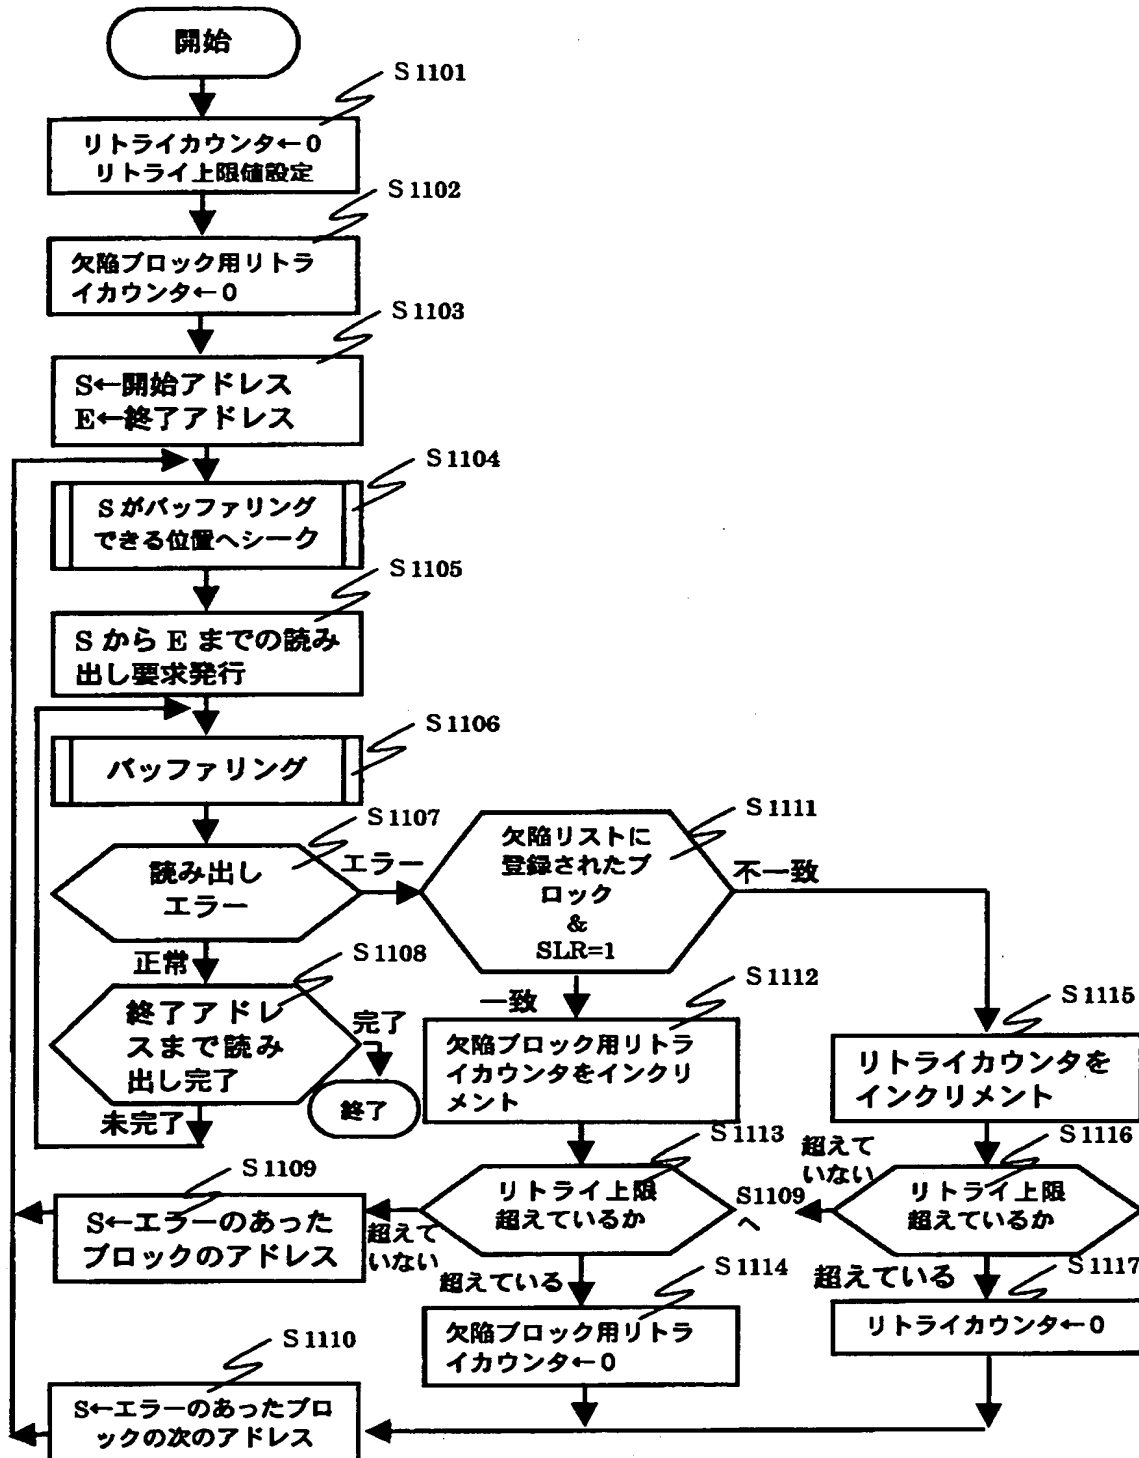 開始
S1101
リトライカウンタ←0
リトライ上限値設定
S1102
欠陥ブロック用リトラ
イカウンタ←0
S1103
S←開始アドレス
E←終了アドレス
S1104
Sがバッファリング
できる位置へシーク
S1105
SからEまでの読み
出し要求発行
S1106
バッファリング
S1107
読み出し
エラー
エラー
正常
S1108
終了アドレ
スまで読み
出し完了
完了
終了
未完了
S1111
欠陥リストに
登録されたブ
ロック
&
SLR=1
不一致
一致
S1112
欠陥ブロック用リトラ
イカウンタをインクリ
メント
S1115
リトライカウンタを
インクリメント
S1113
リトライ上限
超えているか
超えて
いない
S1116
リトライ上限
超えているか
超えて
いない
S1109
へ
S1109
S←エラーのあった
ブロックのアドレス
超えている
S1114
欠陥ブロック用リトラ
イカウンタ←0
超えている
S1117
リトライカウンタ←0
S1110
S←エラーのあったブロ
ックの次のアドレス